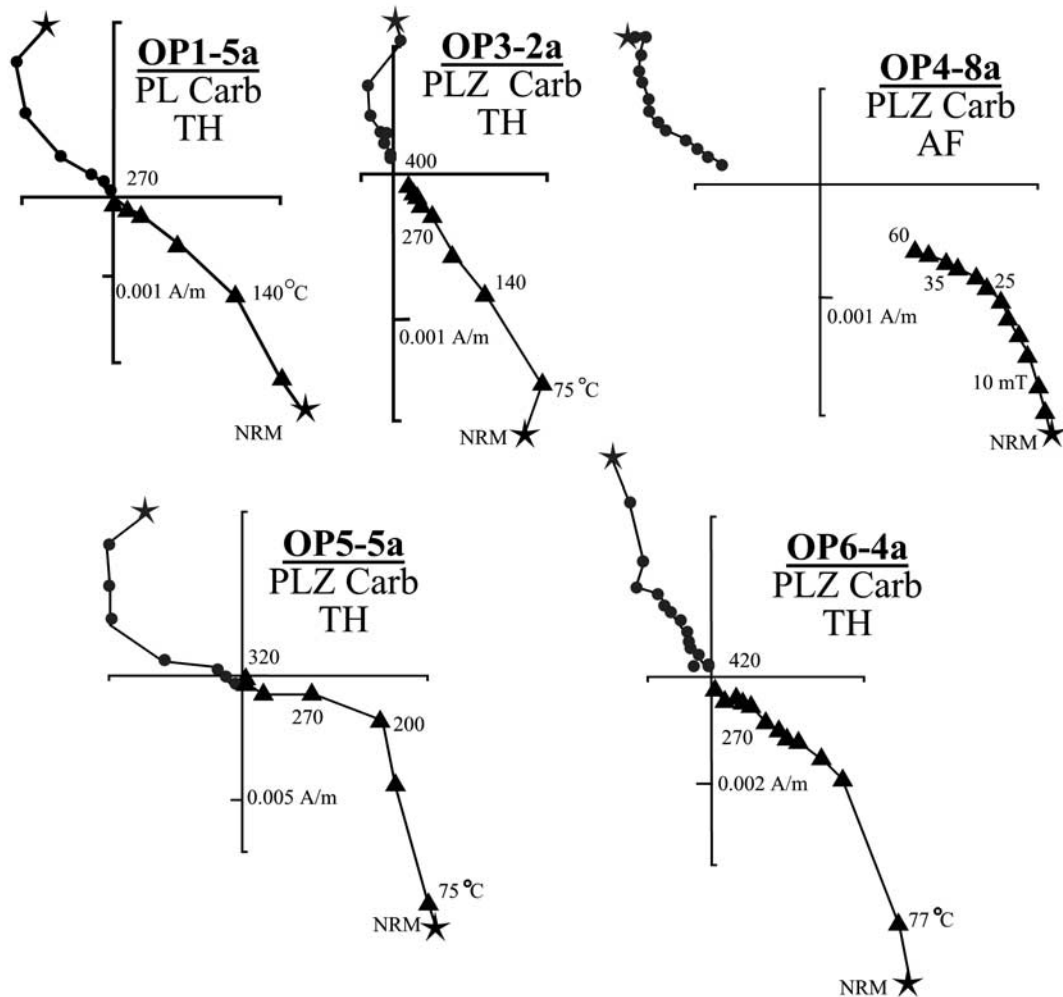 OP1-5a
PL Carb
TH
270
140°C
0.001 A/m
NRM
OP3-2a
PLZ Carb
TH
400
270
140
0.001 A/m
75 °C
NRM
OP4-8a
PLZ Carb
AF
60
35
25
0.001 A/m
10 mT
NRM
OP5-5a
PLZ Carb
TH
320
270
200
0.005 A/m
75 °C
NRM
OP6-4a
PLZ Carb
TH
420
270
0.002 A/m
77 °C
NRM